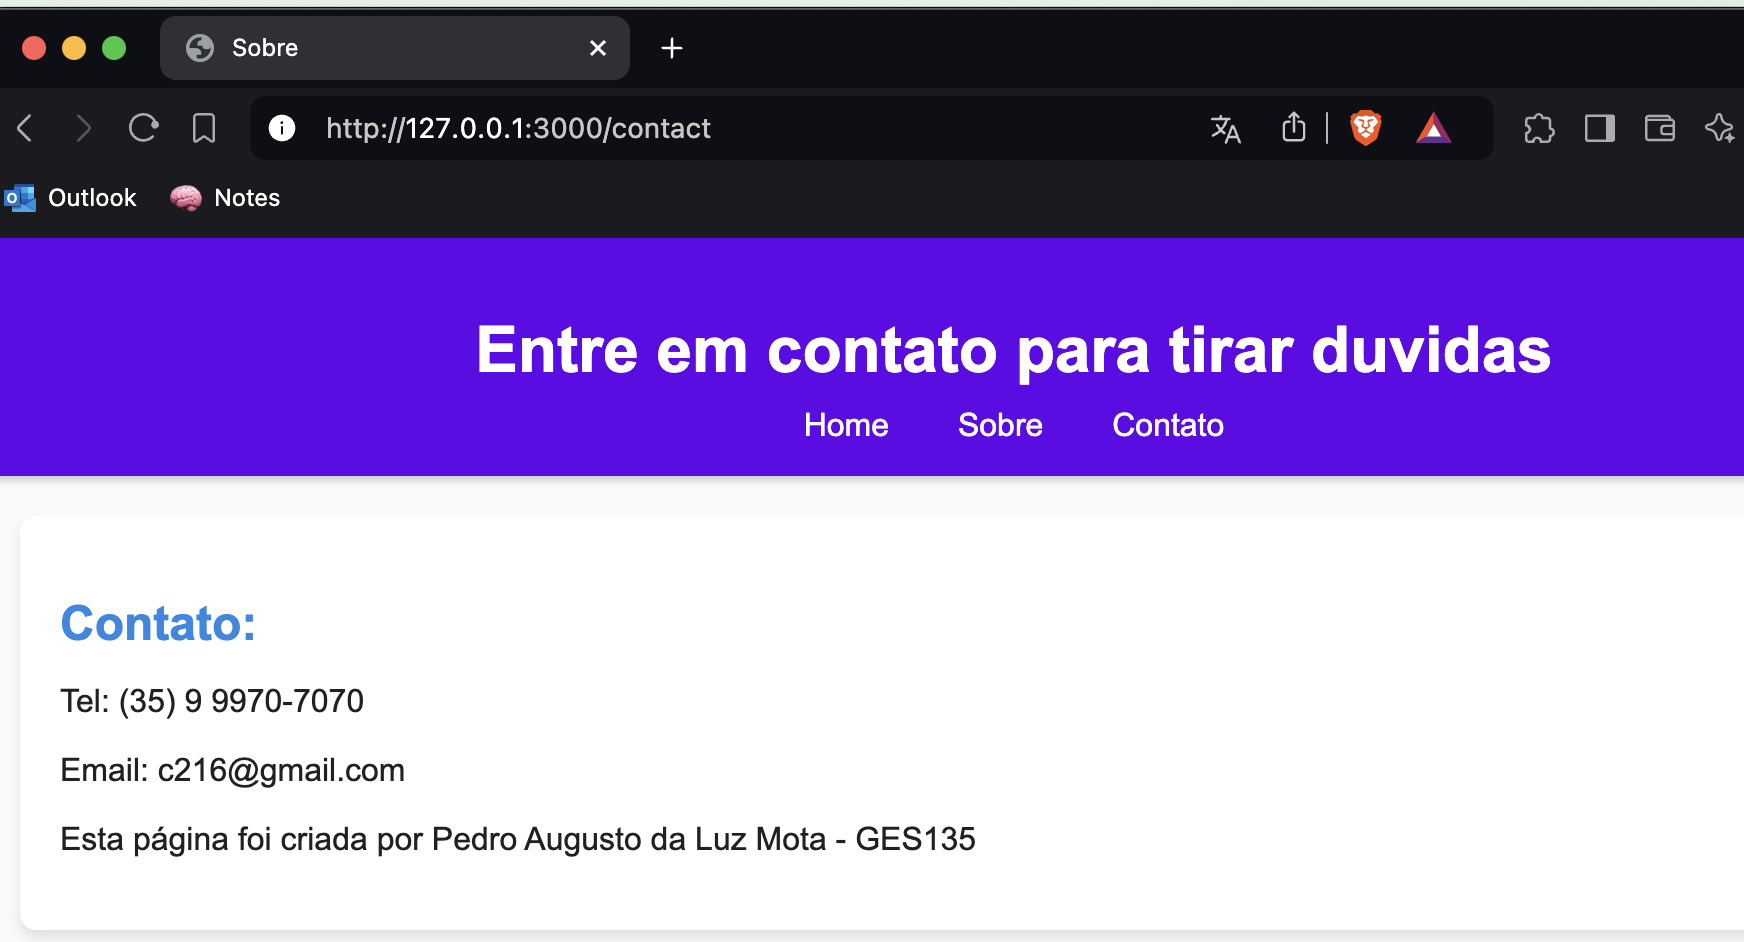 Sobre
http://127.0.0.1:3000/contact
Outlook Notes
Entre em contato para tirar duvidas
Home Sobre Contato
Contato:
Tel: (35) 9 9970-7070
Email: c216@gmail.com
Esta página foi criada por Pedro Augusto da Luz Mota - GES135